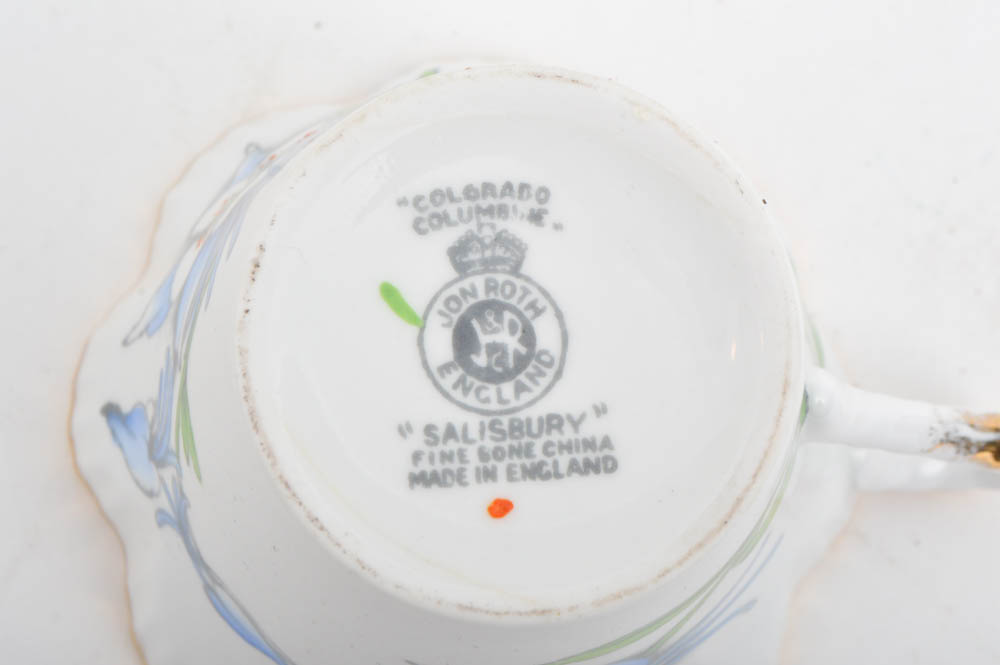 "COLORADO
COLUMBINE"
JON ROTH
J&R
C
ENGLAND
"SALISBURY"
FINE BONE CHINA
MADE IN ENGLAND